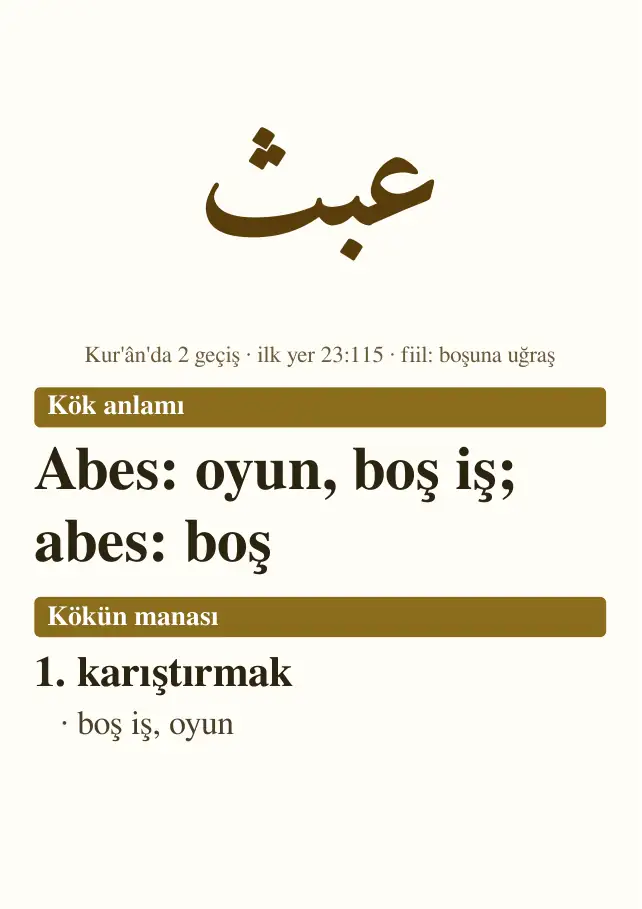 عبث
Kur'ân'da 2 geçiş · ilk yer 23:115 · fiil: boşuna uğraş
Kök anlamı
Abes: oyun, boş iş;
abes: boş
Kökün manası
1. karıştırmak
· boş iş, oyun